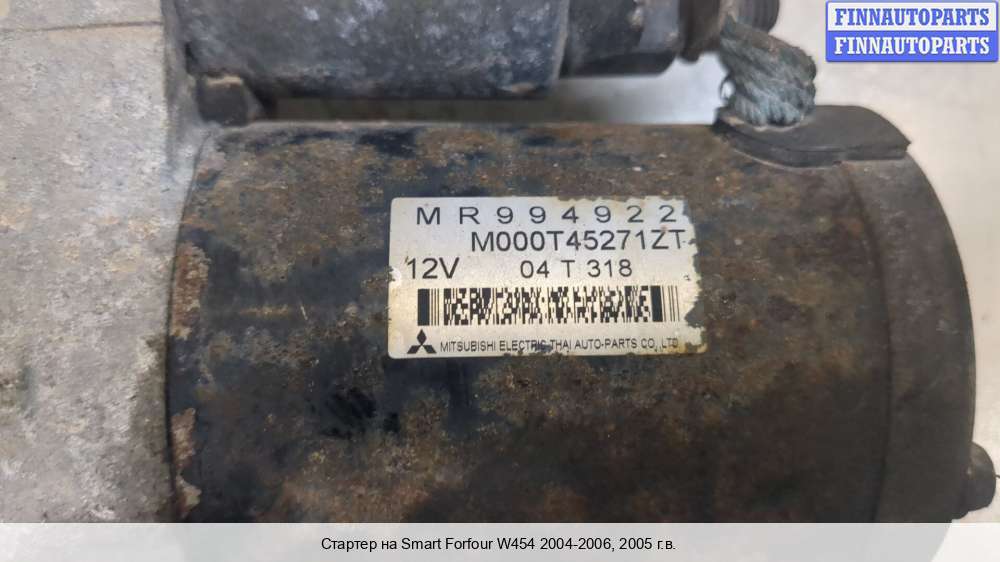 FINNAUTOPARTS
FINNAUTOPARTS
MR994922
M000T45271ZT
12V 04 T 318
MITSUBISHI ELECTRIC THAI AUTO-PARTS CO., LTD
Стартер на Smart Forfour W454 2004-2006, 2005 г.в.